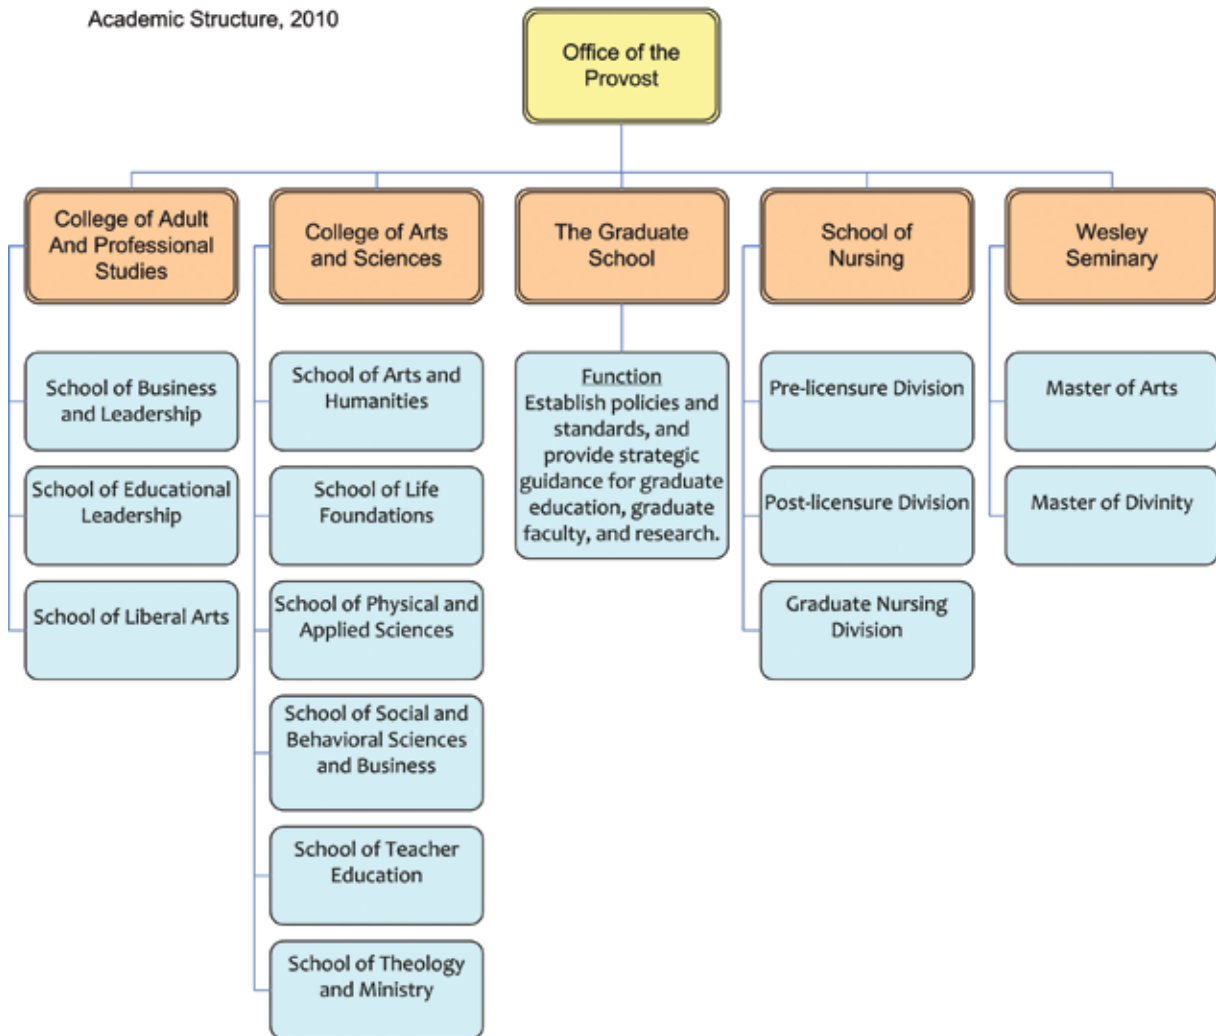 Academic Structure, 2010
Office of the
Provost
College of Adult
And Professional
Studies
College of Arts
and Sciences
The Graduate
School
School of
Nursing
Wesley
Seminary
School of Business
and Leadership
School of Educational
Leadership
School of Liberal Arts
School of Arts and
Humanities
School of Life
Foundations
School of Physical and
Applied Sciences
School of Social and
Behavioral Sciences
and Business
School of Teacher
Education
School of Theology
and Ministry
Function
Establish policies and
standards, and
provide strategic
guidance for graduate
education, graduate
faculty, and research.
Pre-licensure Division
Post-licensure Division
Graduate Nursing
Division
Master of Arts
Master of Divinity